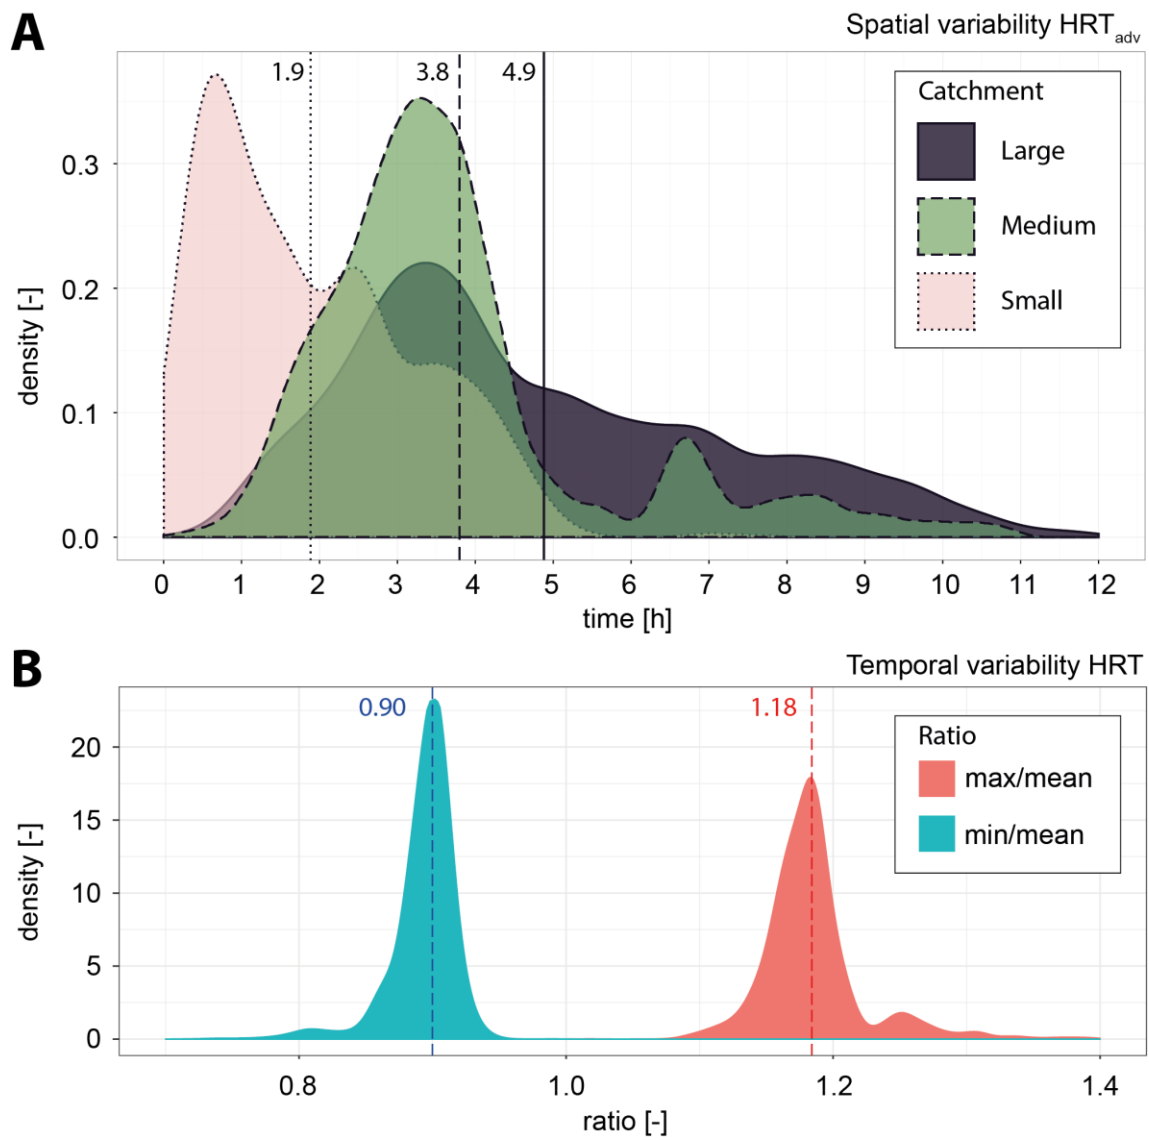 A
Spatial variability HRTadv
1.9 3.8 4.9
Catchment
Large
Medium
Small
0.3
0.2
0.1
0.0
density [-]
0 1 2 3 4 5 6 7 8 9 10 11 12
time [h]
B
Temporal variability HRT
0.90 1.18
Ratio
max/mean
min/mean
20
15
10
5
0
density [-]
0.8 1.0 1.2 1.4
ratio [-]